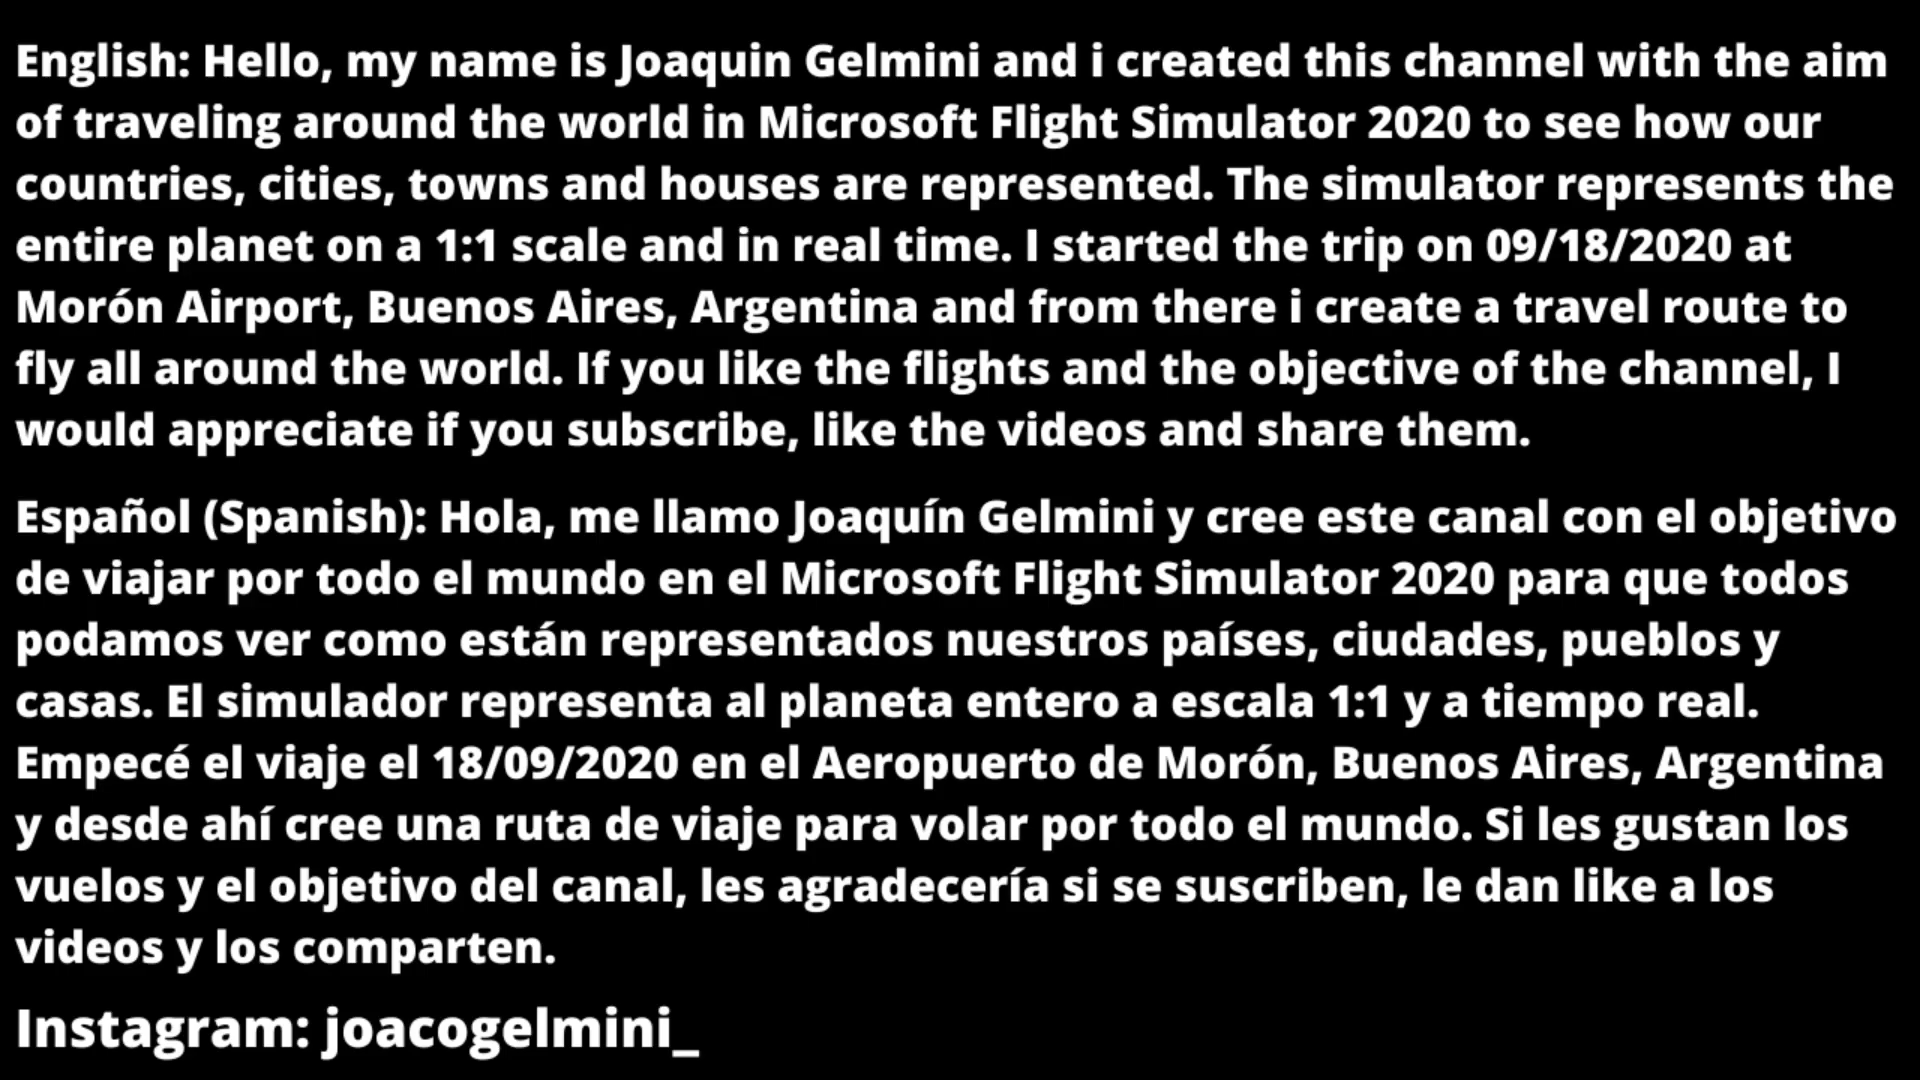 English: Hello, my name is Joaquin Gelmini and i created this channel with the aim
of traveling around the world in Microsoft Flight Simulator 2020 to see how our
countries, cities, towns and houses are represented. The simulator represents the
entire planet on a 1:1 scale and in real time. I started the trip on 09/18/2020 at
Morón Airport, Buenos Aires, Argentina and from there i create a travel route to
fly all around the world. If you like the flights and the objective of the channel, I
would appreciate if you subscribe, like the videos and share them.
Español (Spanish): Hola, me llamo Joaquín Gelmini y cree este canal con el objetivo
de viajar por todo el mundo en el Microsoft Flight Simulator 2020 para que todos
podamos ver como están representados nuestros países, ciudades, pueblos y
casas. El simulador representa al planeta entero a escala 1:1 y a tiempo real.
Empecé el viaje el 18/09/2020 en el Aeropuerto de Morón, Buenos Aires, Argentina
y desde ahí cree una ruta de viaje para volar por todo el mundo. Si les gustan los
vuelos y el objetivo del canal, les agradecería si se suscriben, le dan like a los
videos y los comparten.
Instagram: joacogelmini_